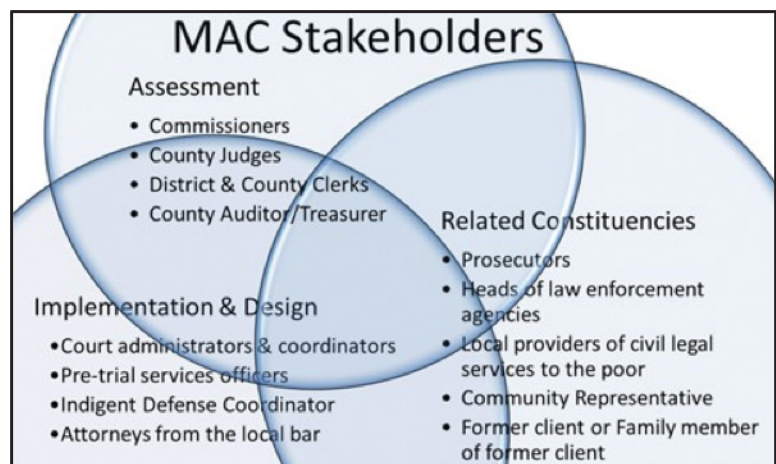 MAC Stakeholders
Assessment
• Commissioners
• County Judges
• District & County Clerks
• County Auditor/Treasurer
Related Constituencies
• Prosecutors
• Heads of law enforcement
agencies
• Local providers of civil legal
services to the poor
• Community Representative
• Former client or Family member
of former client
Implementation & Design
•Court administrators & coordinators
•Pre-trial services officers
•Indigent Defense Coordinator
•Attorneys from the local bar